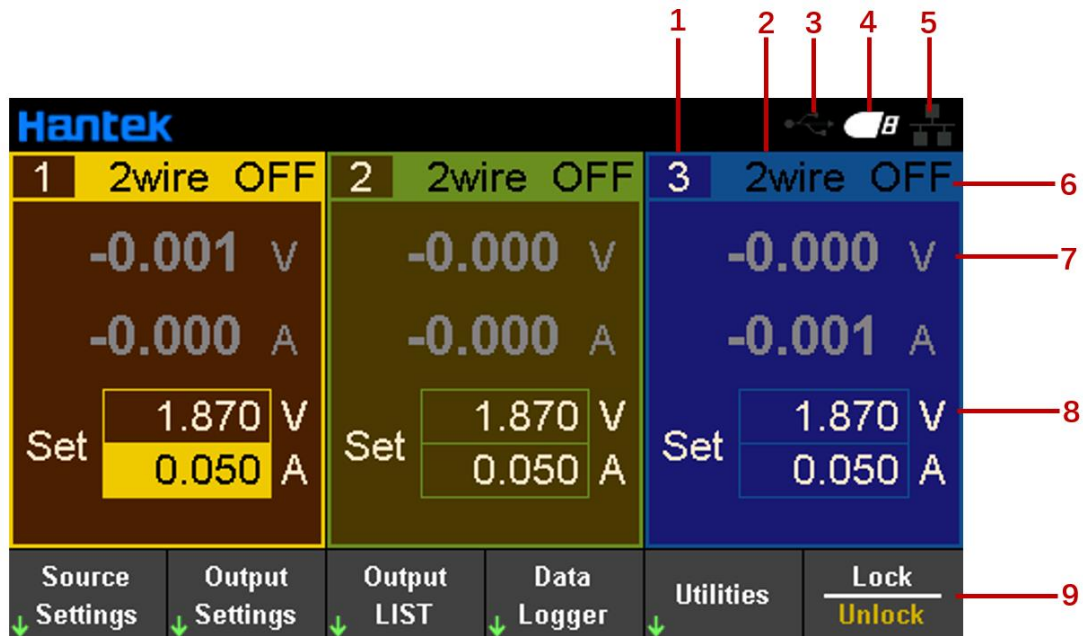 1 2 3 4 5
Hantek 8
1 2wire OFF 2 2wire OFF 3 2wire OFF 6
-0.001 V -0.000 V -0.000 V 7
-0.000 A -0.000 A -0.001 A
1.870 V 1.870 V 1.870 V 8
Set Set Set
0.050 A 0.050 A 0.050 A
Source Output Output Data Utilities Lock 9
Settings Settings LIST Logger Unlock